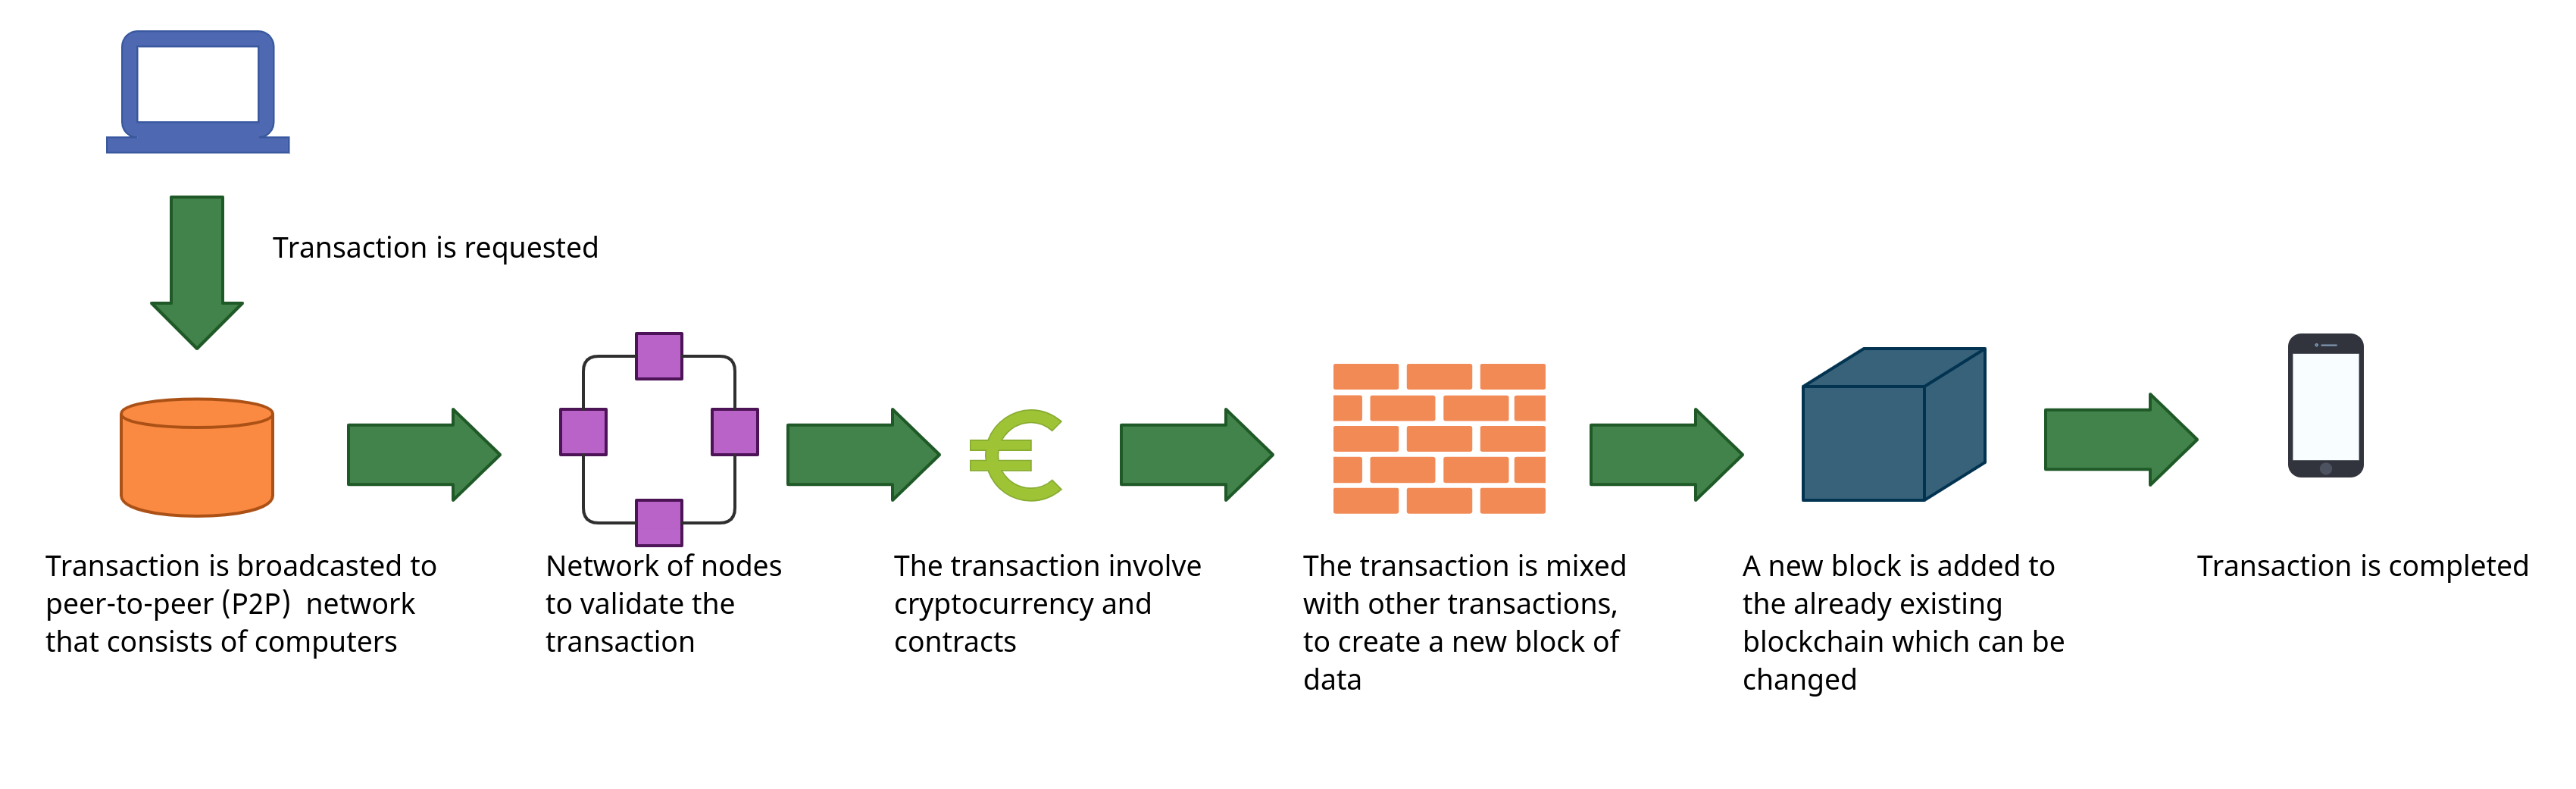 Transaction is requested
Transaction is broadcasted to
peer-to-peer (P2P)  network
that consists of computers
Network of nodes
to validate the
transaction
The transaction involve
cryptocurrency and
contracts
The transaction is mixed
with other transactions,
to create a new block of
data
A new block is added to
the already existing
blockchain which can be
changed
Transaction is completed